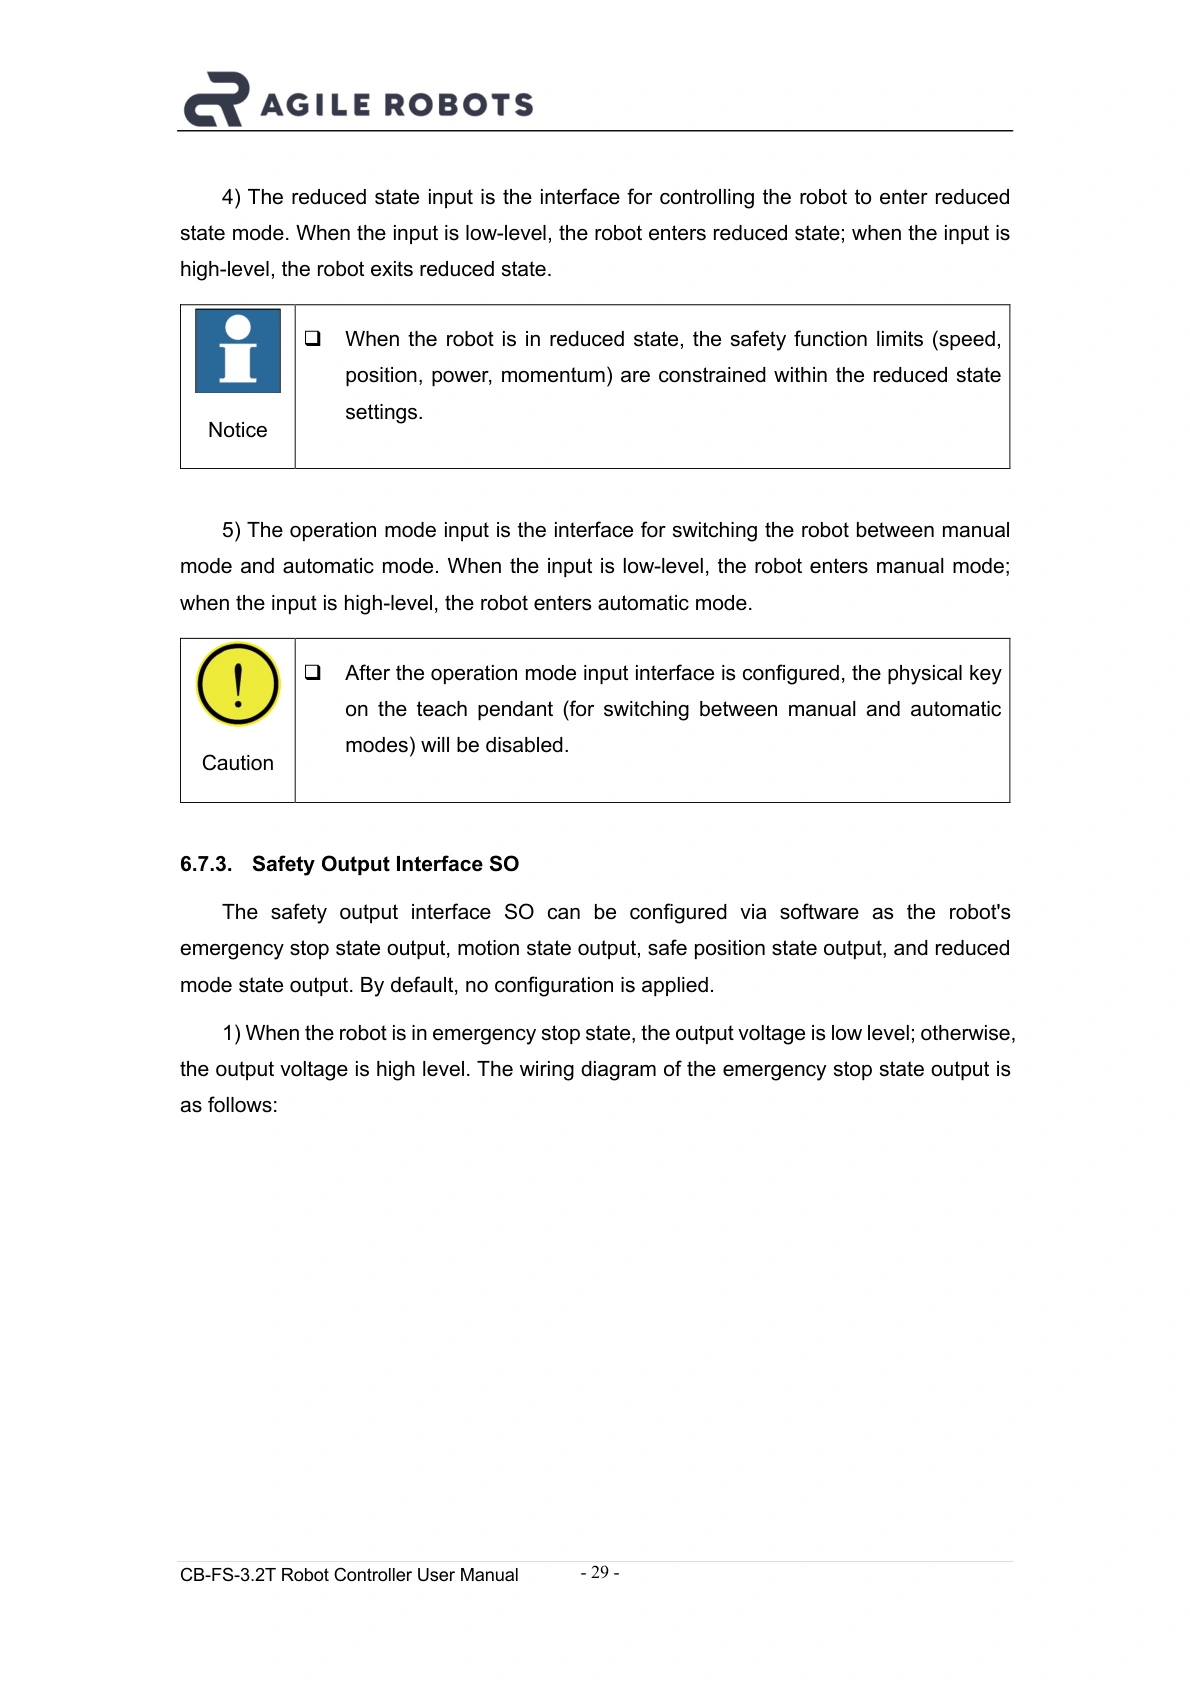 AGILE ROBOTS
4) The reduced state input is the interface for controlling the robot to enter reduced
state mode. When the input is low-level, the robot enters reduced state; when the input is
high-level, the robot exits reduced state.
Notice
❑ When the robot is in reduced state, the safety function limits (speed,
position, power, momentum) are constrained within the reduced state
settings.
5) The operation mode input is the interface for switching the robot between manual
mode and automatic mode. When the input is low-level, the robot enters manual mode;
when the input is high-level, the robot enters automatic mode.
Caution
❑ After the operation mode input interface is configured, the physical key
on the teach pendant (for switching between manual and automatic
modes) will be disabled.
6.7.3. Safety Output Interface SO
The safety output interface SO can be configured via software as the robot's
emergency stop state output, motion state output, safe position state output, and reduced
mode state output. By default, no configuration is applied.
1) When the robot is in emergency stop state, the output voltage is low level; otherwise,
the output voltage is high level. The wiring diagram of the emergency stop state output is
as follows:
CB-FS-3.2T Robot Controller User Manual - 29 -